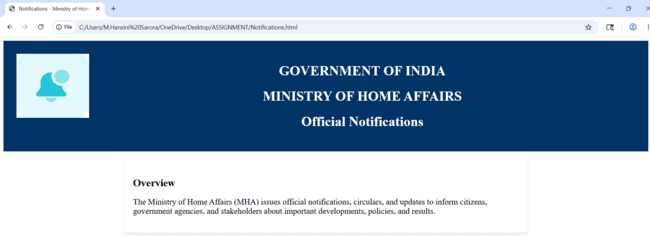 Notifications - Ministry of Hom
File
C:/Users/M.Hansini%20Sarora/OneDrive/Desktop/ASSIGNMENT/Notifications.html
GOVERNMENT OF INDIA
MINISTRY OF HOME AFFAIRS
Official Notifications
Overview
The Ministry of Home Affairs (MHA) issues official notifications, circulars, and updates to inform citizens,
government agencies, and stakeholders about important developments, policies, and results.